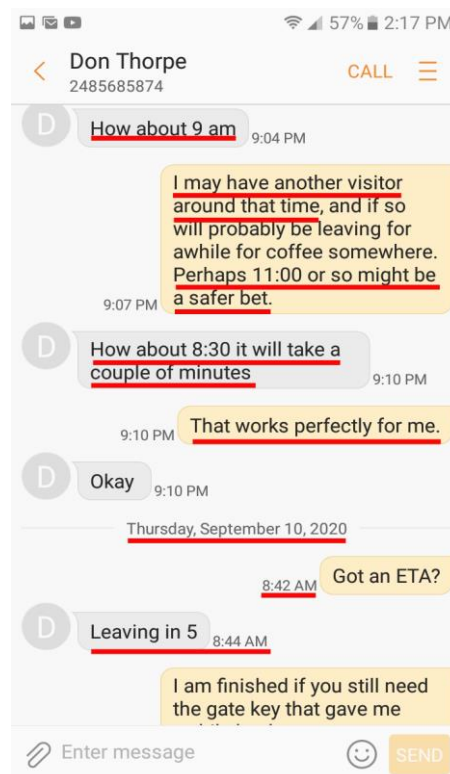 57% 2:17 PM
Don Thorpe
2485685874
CALL
D
How about 9 am
9:04 PM
I may have another visitor
around that time, and if so
will probably be leaving for
awhile for coffee somewhere.
Perhaps 11:00 or so might be
a safer bet.
9:07 PM
D
How about 8:30 it will take a
couple of minutes
9:10 PM
That works perfectly for me.
9:10 PM
D
Okay
9:10 PM
Thursday, September 10, 2020
Got an ETA?
8:42 AM
D
Leaving in 5
8:44 AM
I am finished if you still need
the gate key that gave me
Enter message
SEND